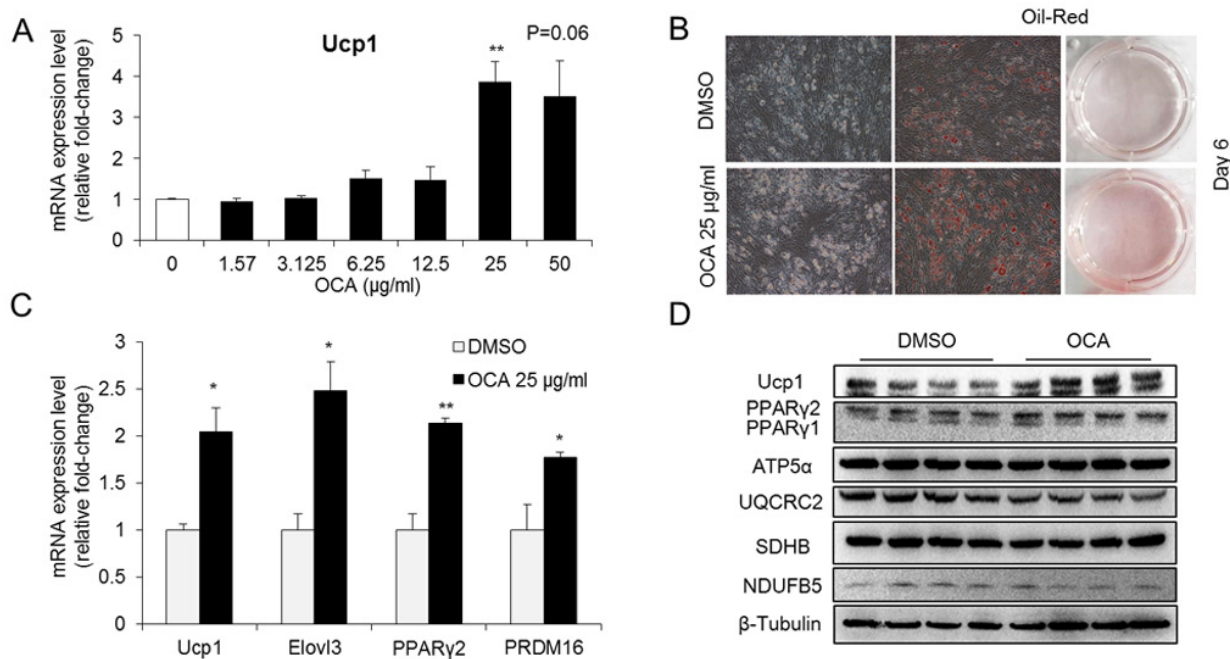 A
Ucp1
P=0.06
**
mRNA expression level
(relative fold-change)
5
4
3
2
1
0
0 1.57 3.125 6.25 12.5 25 50
OCA (µg/ml)
B
Oil-Red
DMSO
OCA 25 µg/ml
Day 6
C
mRNA expression level
(relative fold-change)
3
2.5
2
1.5
1
0.5
0
DMSO
OCA 25 µg/ml
*
*
**
*
Ucp1 Elovl3 PPARγ2 PRDM16
D
DMSO OCA
Ucp1
PPARγ2
PPARγ1
ATP5α
UQCRC2
SDHB
NDUFB5
β-Tubulin